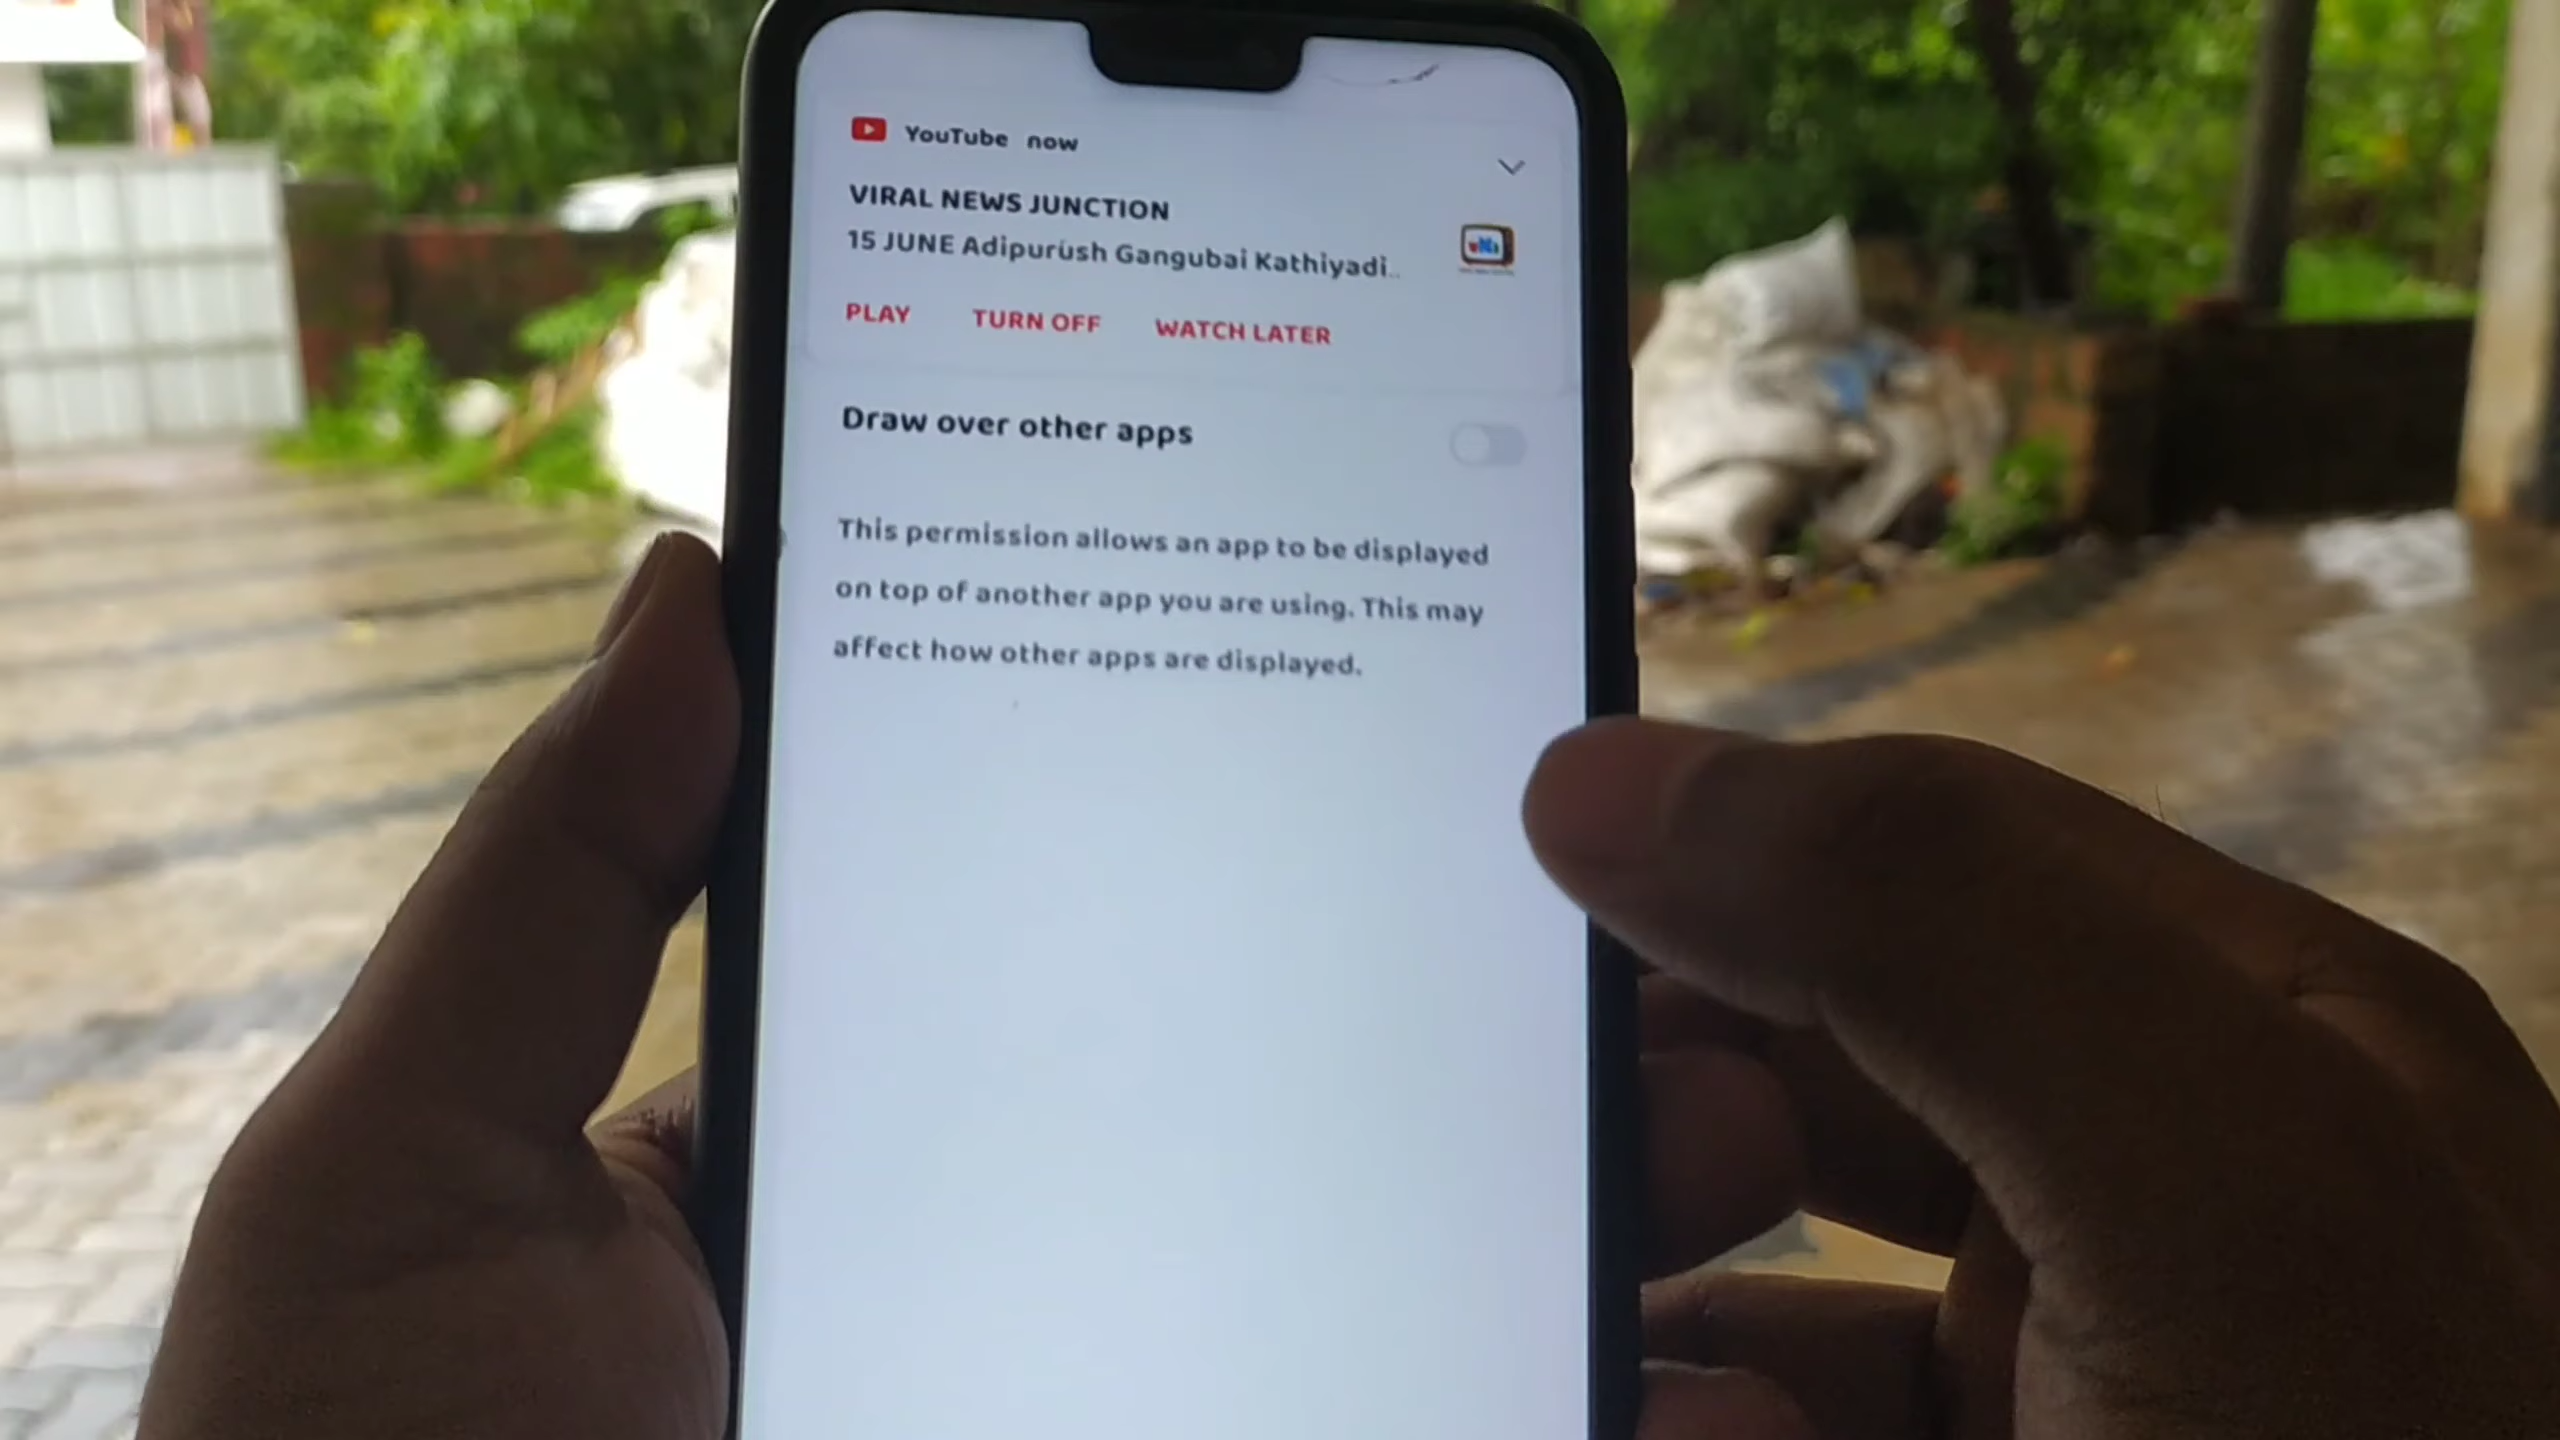 YouTube now
VIRAL NEWS JUNCTION
15 JUNE Adipurush Gangubai Kathiyadi..
PLAY TURN OFF WATCH LATER
Draw over other apps
This permission allows an app to be displayed
on top of another app you are using. This may
affect how other apps are displayed.